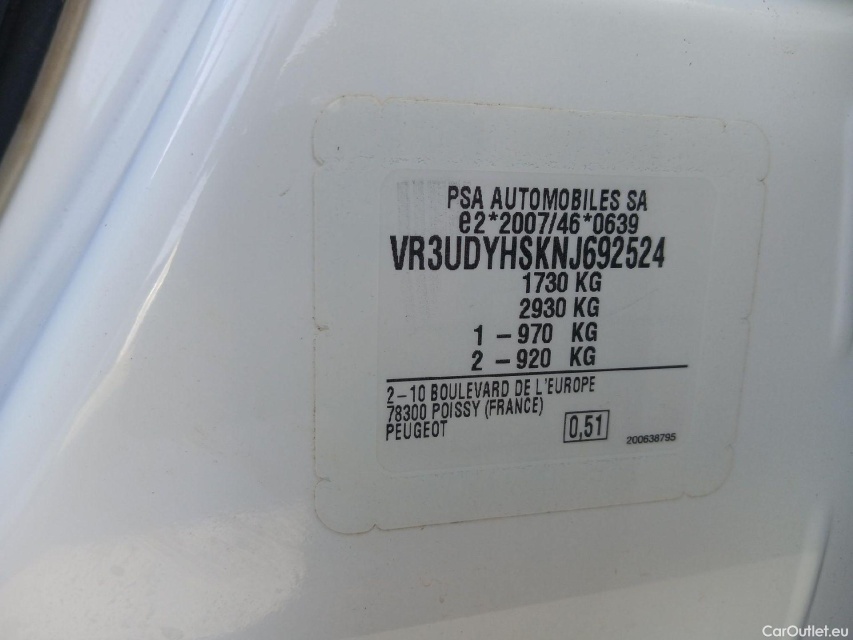 PSA AUTOMOBILES SA
e2*2007/46*0639
VR3UDYHSKNJ692524
1730 KG
2930 KG
1 - 970 KG
2 - 920 KG
2-10 BOULEVARD DE L'EUROPE
78300 POISSY (FRANCE)
PEUGEOT
0,51
200638795
CarOutlet.eu